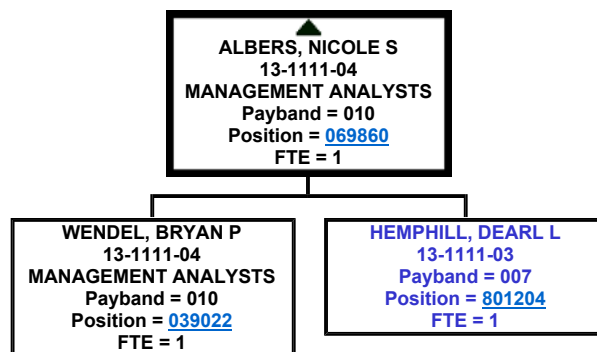 ALBERS, NICOLE S
13-1111-04
MANAGEMENT ANALYSTS
Payband = 010
Position = 069860
FTE = 1
WENDEL, BRYAN P
13-1111-04
MANAGEMENT ANALYSTS
Payband = 010
Position = 039022
FTE = 1
HEMPHILL, DEARL L
13-1111-03
Payband = 007
Position = 801204
FTE = 1